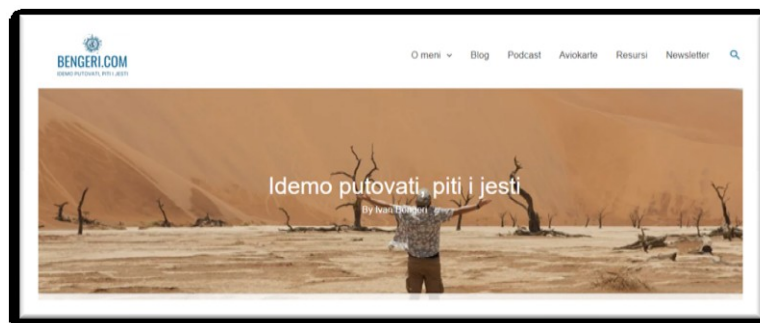 BENGERI.COM
IDEMO PUTOVATI, PITI I JESTI
O meni Blog Podcast Aviokarte Resursi Newsletter
Idemo putovati, piti i jesti
By Ivan Bengeri